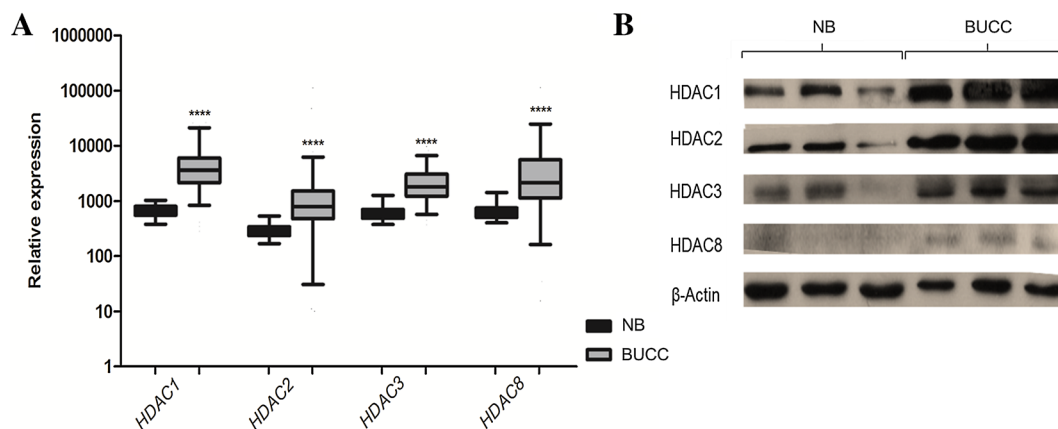 A
Relative expression
1000000
100000
10000
1000
100
10
1
****
****
****
****
HDAC1
HDAC2
HDAC3
HDAC8
NB
BUCC
B
NB
BUCC
HDAC1
HDAC2
HDAC3
HDAC8
β-Actin